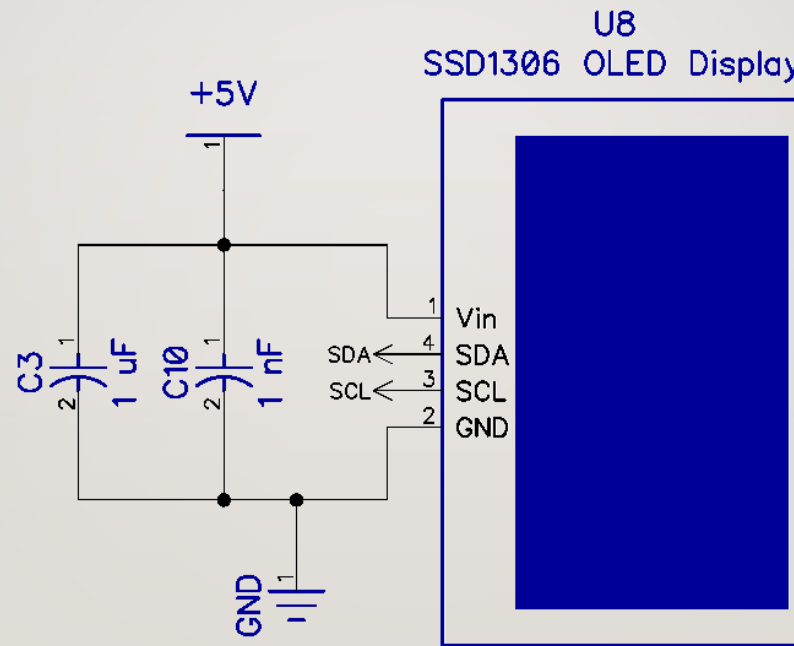 U8
SSD1306 OLED Display
+5V
1
1
Vin
4
SDA
SDA
3
SCL
SCL
2
GND
C3
1
2
1 uF
C10
1
2
1 nF
GND
1